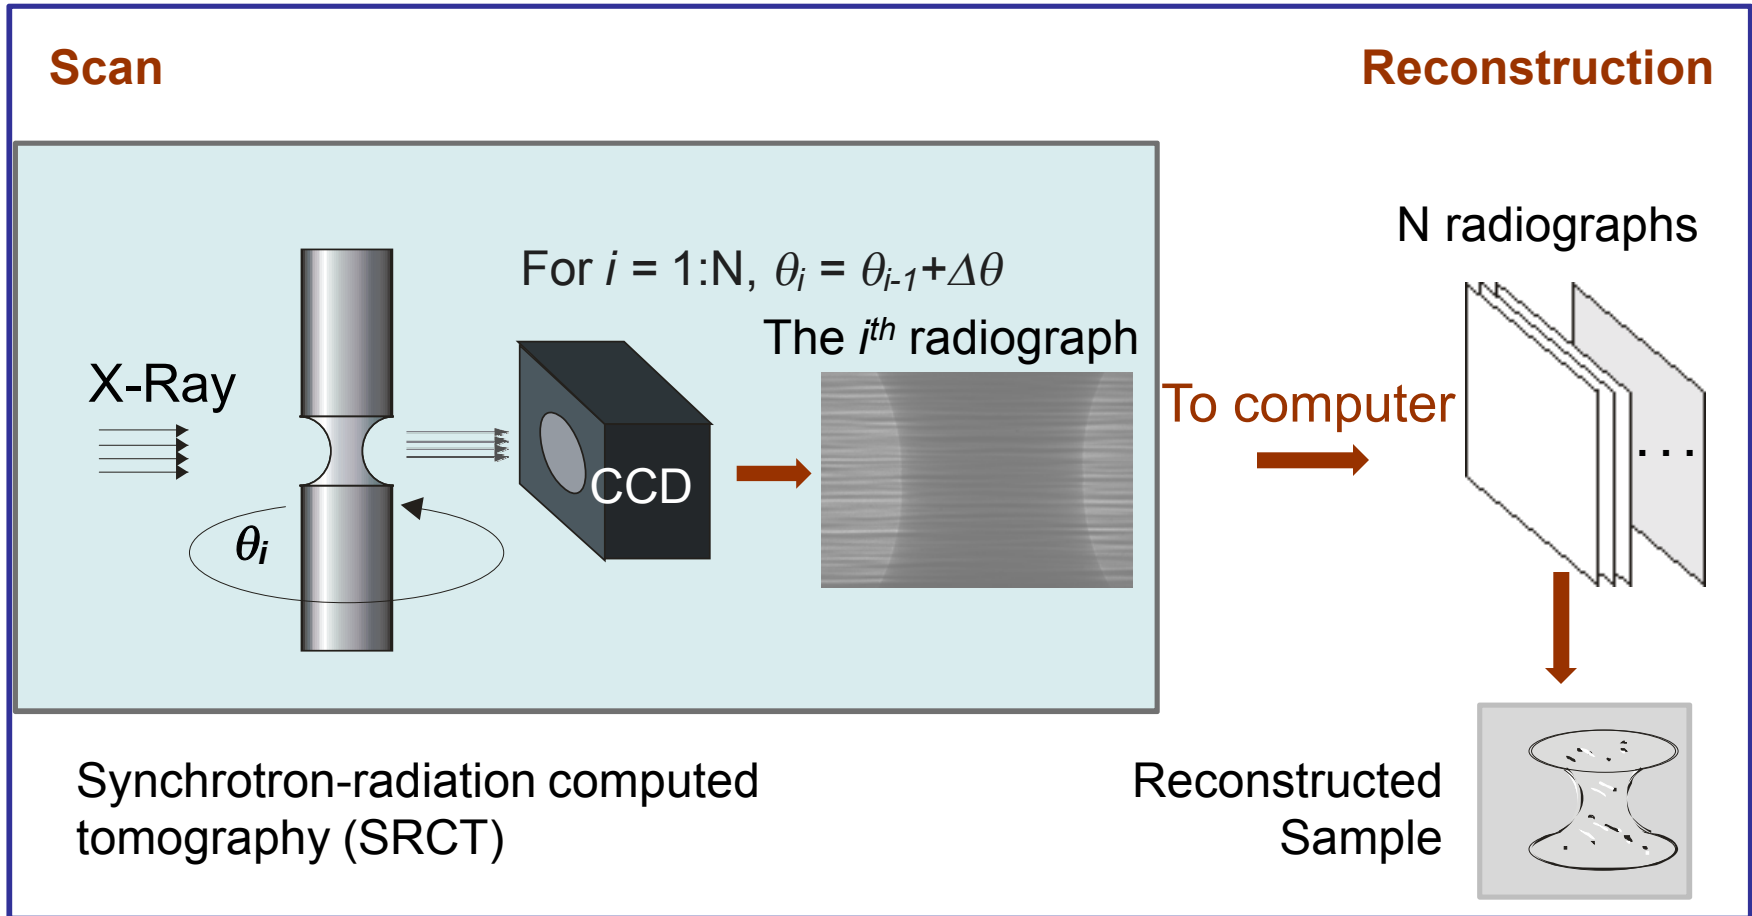 Scan
Reconstruction
N radiographs
For i = 1:N, θi = θi-1+Δθ
The ith radiograph
X-Ray
To computer
CCD
...
θi
Synchrotron-radiation computed
tomography (SRCT)
Reconstructed
Sample